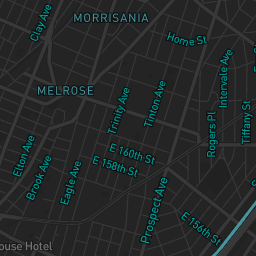 MORRISANIA
Clay Ave
Home St
Intervale Ave
MELROSE
Trinity Ave
Tinton Ave
Tiffany St
Rogers Pl
Elton Ave
E 160th St
E 158th St
Brook Ave
Eagle Ave
Prospect Ave
E 156th St
ouse Hotel